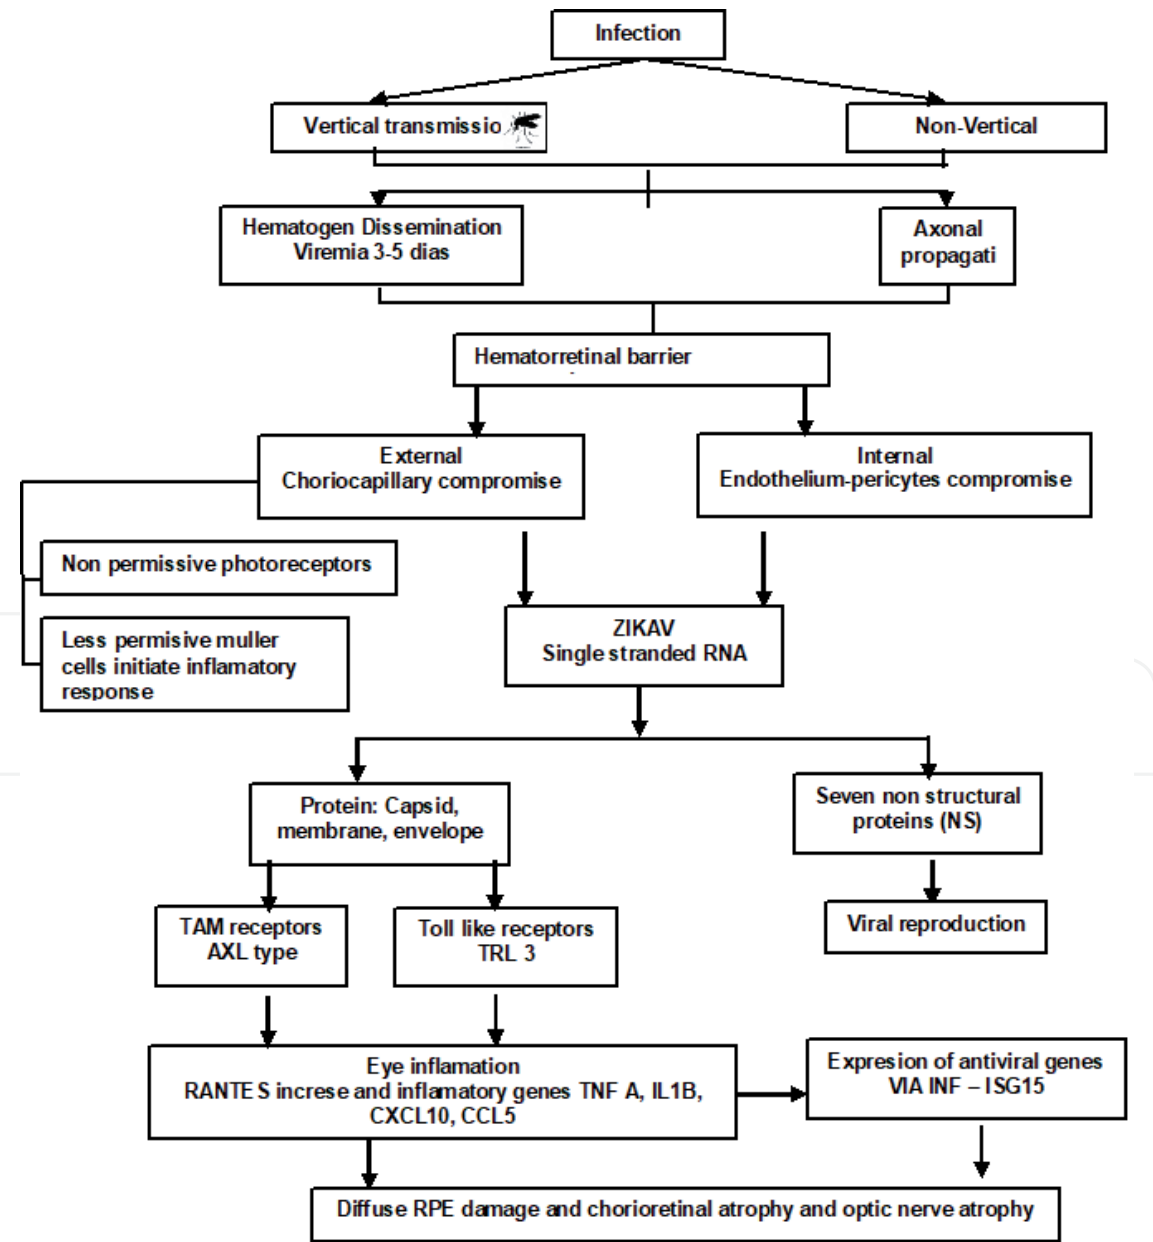 Infection
Vertical transmissio
Non-Vertical
Hematogen Dissemination
Viremia 3-5 dias
Axonal
propagati
Hematorretinal barrier
External
Choriocapillary compromise
Internal
Endothelium-pericytes compromise
Non permissive photoreceptors
Less permisive muller
cells initiate inflamatory
response
ZIKAV
Single stranded RNA
Protein: Capsid,
membrane, envelope
Seven non structural
proteins (NS)
TAM receptors
AXL type
Toll like receptors
TRL 3
Viral reproduction
Eye inflamation
RANTES increse and inflamatory genes TNF A, IL1B,
CXCL10, CCL5
Expresion of antiviral genes
VIA INF – ISG15
Diffuse RPE damage and chorioretinal atrophy and optic nerve atrophy